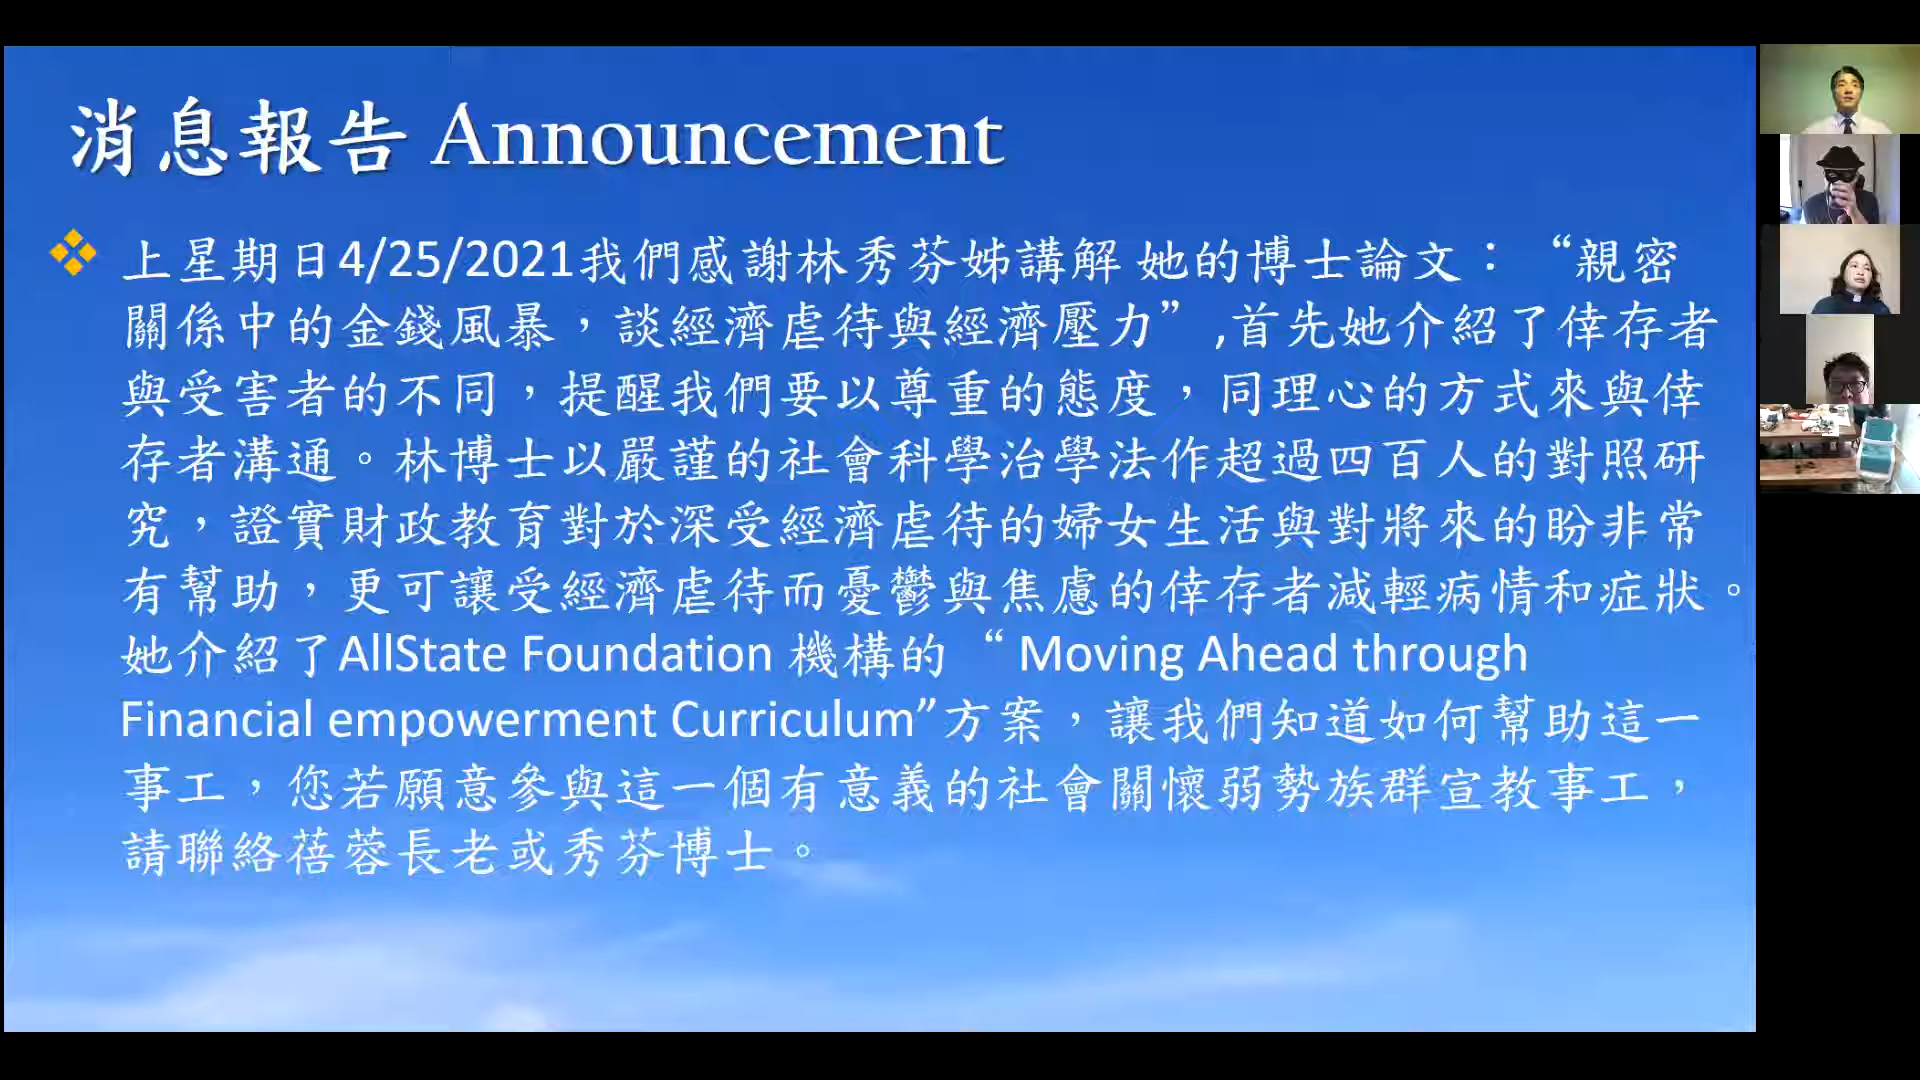 消息報告 Announcement
上星期日4/25/2021我們感謝林秀芬姊講解 她的博士論文： “親密
關係中的金錢風暴，談經濟虐待與經濟壓力” ,首先她介紹了倖存者
與受害者的不同，提醒我們要以尊重的態度，同理心的方式來與倖
存者溝通。林博士以嚴謹的社會科學治學法作超過四百人的對照研
究，證實財政教育對於深受經濟虐待的婦女生活與對將來的盼非常
有幫助，更可讓受經濟虐待而憂鬱與焦慮的倖存者減輕病情和症狀。
她介紹了AllState Foundation 機構的 “ Moving Ahead through
Financial empowerment Curriculum”方案，讓我們知道如何幫助這一
事工，您若願意參與這一個有意義的社會關懷弱勢族群宣教事工，
請聯絡蓓蓉長老或秀芬博士。